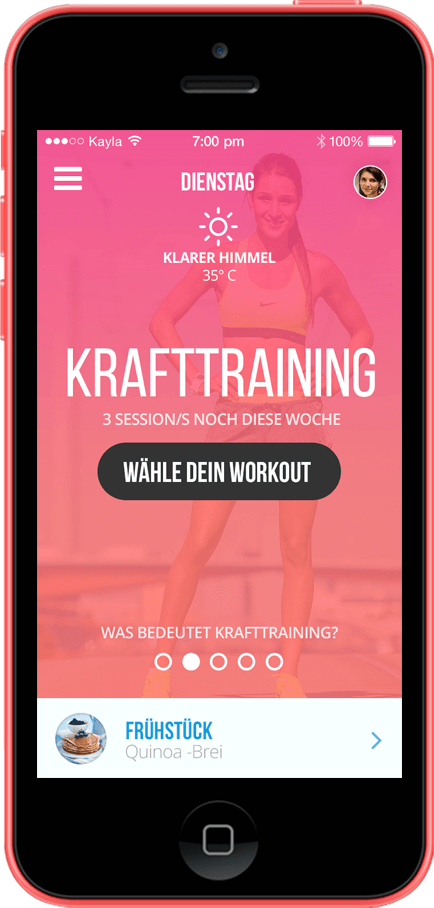 Kayla 7:00 pm 100%
DIENSTAG
KLARER HIMMEL
35° C
KRAFTTRAINING
3 SESSION/S NOCH DIESE WOCHE
WÄHLE DEIN WORKOUT
WAS BEDEUTET KRAFTTRAINING?
FRÜHSTÜCK
Quinoa -Brei